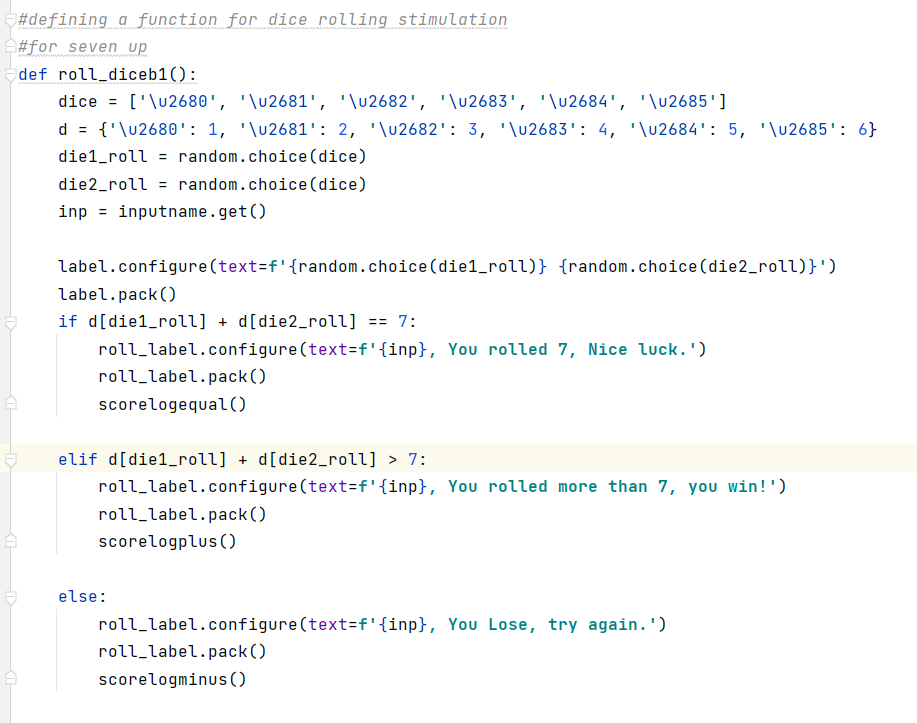 #defining a function for dice rolling stimulation
#for seven up
def roll_diceb1():
    dice = ['\u2680', '\u2681', '\u2682', '\u2683', '\u2684', '\u2685']
    d = {'\u2680': 1, '\u2681': 2, '\u2682': 3, '\u2683': 4, '\u2684': 5, '\u2685': 6}
    die1_roll = random.choice(dice)
    die2_roll = random.choice(dice)
    inp = inputname.get()

    label.configure(text=f'{random.choice(die1_roll)} {random.choice(die2_roll)}')
    label.pack()
    if d[die1_roll] + d[die2_roll] == 7:
        roll_label.configure(text=f'{inp}, You rolled 7, Nice luck.')
        roll_label.pack()
        scorelogequal()

    elif d[die1_roll] + d[die2_roll] > 7:
        roll_label.configure(text=f'{inp}, You rolled more than 7, you win!')
        roll_label.pack()
        scorelogplus()

    else:
        roll_label.configure(text=f'{inp}, You Lose, try again.')
        roll_label.pack()
        scorelogminus()